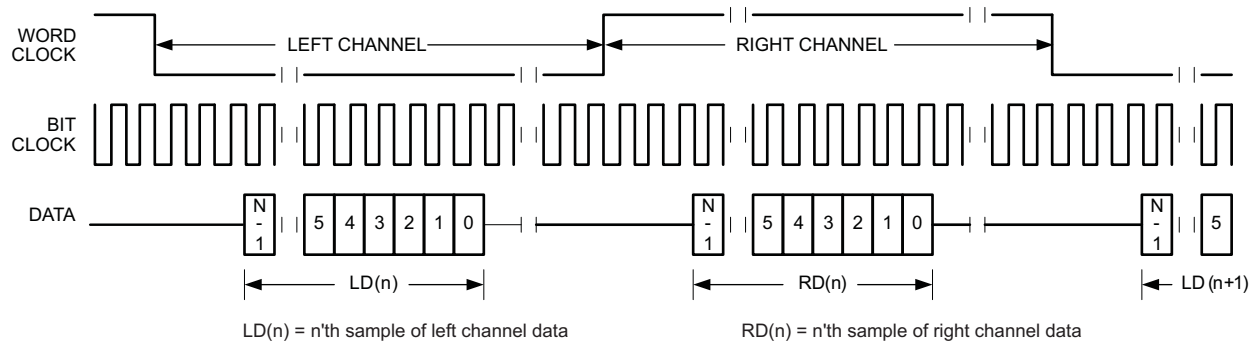 WORD
CLOCK
LEFT CHANNEL
RIGHT CHANNEL
BIT
CLOCK
DATA
N
-
1
5 4 3 2 1 0
N
-
1
5 4 3 2 1 0
N
-
1
5
LD(n)
RD(n)
LD (n+1)
LD(n) = n'th sample of left channel data
RD(n) = n'th sample of right channel data